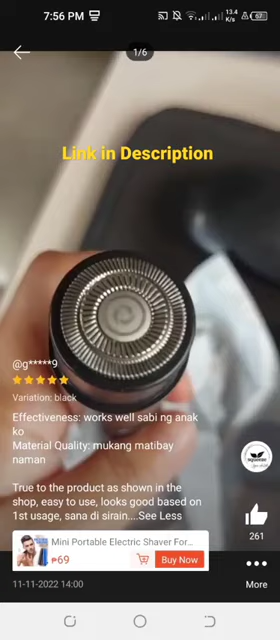 7:56 PM
13.4
K/s
67
1/6
Link in Description
@g*****9
Variation: black
Effectiveness: works well sabi ng anak
ko
Material Quality: mukang matibay
naman
True to the product as shown in the
shop, easy to use, looks good based on
1st usage, sana di sirain....See Less
261
Mini Portable Electric Shaver For...
₱69
Buy Now
11-11-2022 14:00
More